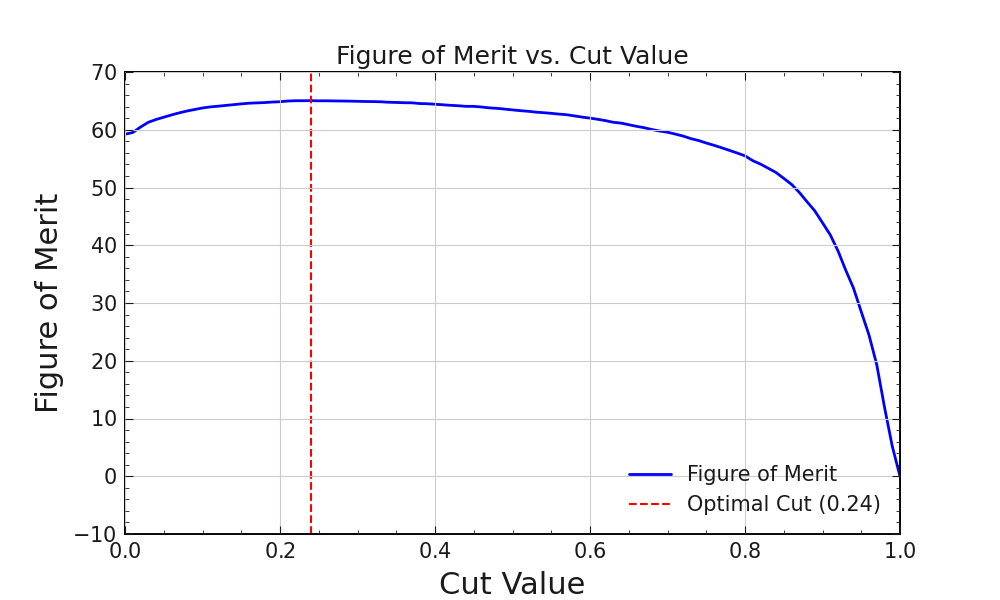 Figure of Merit vs. Cut Value
Figure of Merit
70
60
50
40
30
20
10
0
−10
0.0 0.2 0.4 0.6 0.8 1.0
Cut Value
Figure of Merit
Optimal Cut (0.24)